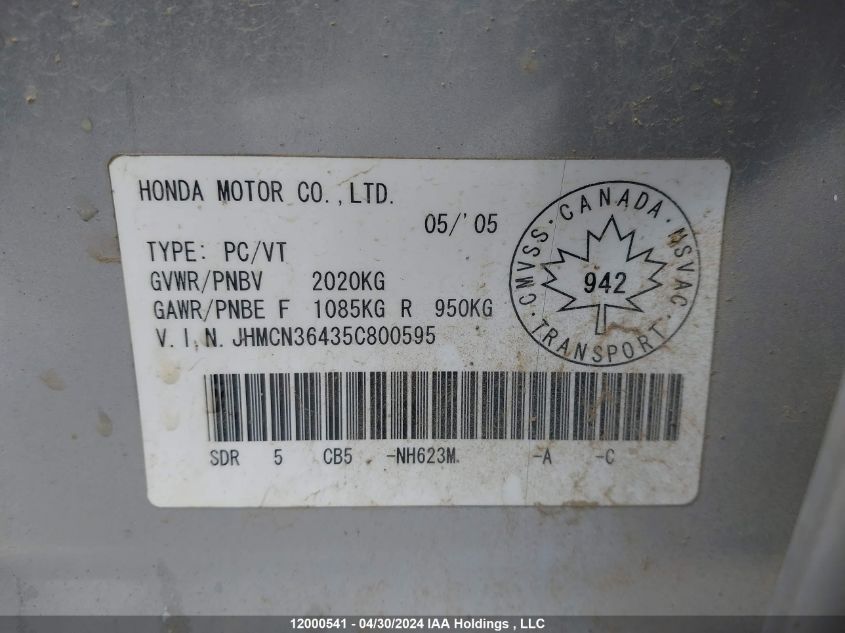 HONDA MOTOR CO.,LTD.
05/'05
TYPE: PC/VT
GVWR/PNBV 2020KG
GAWR/PNBE F 1085KG R 950KG
V.I.N. JHMCN36435C800595
CMVSS · CANADA · NSVAC · TRANSPORT ·
942
SDR 5 CB5 -NH623M -A -C
12000541 - 04/30/2024 IAA Holdings , LLC